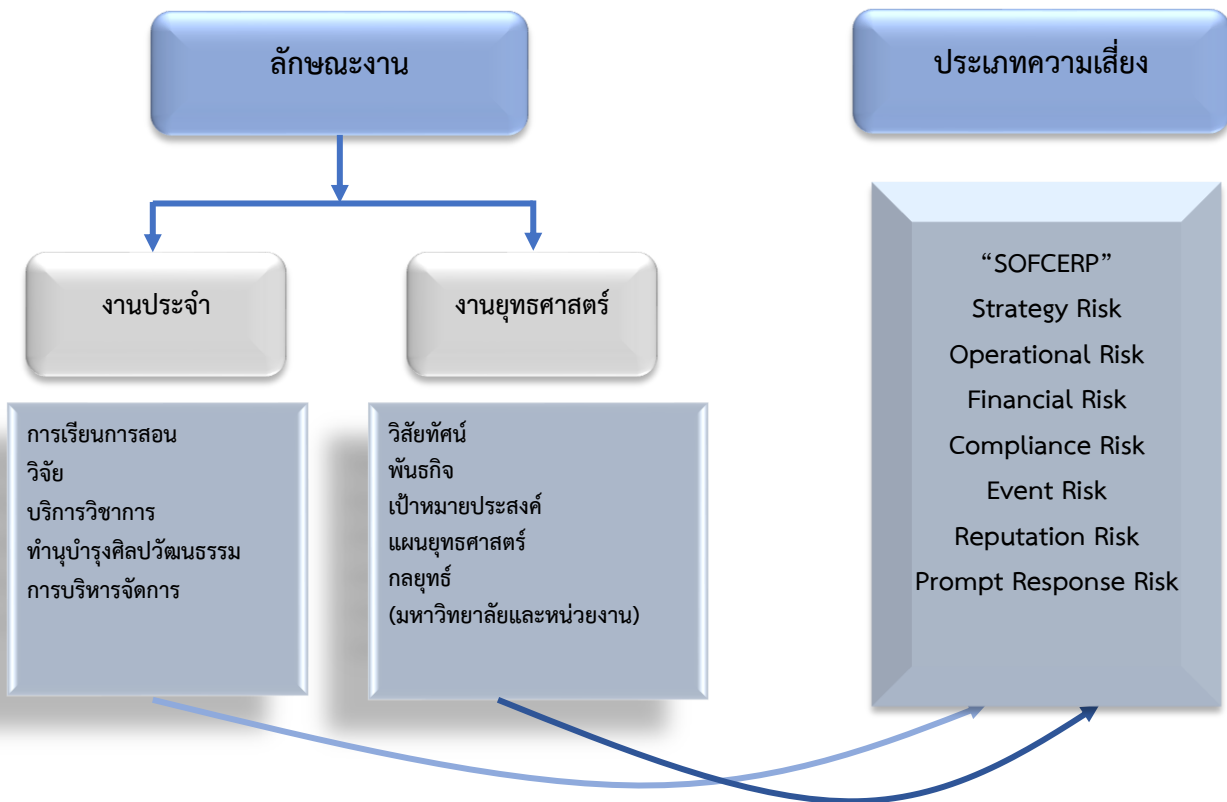 ลักษณะงาน
ประเภทความเสี่ยง
งานประจำ
งานยุทธศาสตร์
การเรียนการสอน
วิจัย
บริการวิชาการ
ทำนุบำรุงศิลปวัฒนธรรม
การบริหารจัดการ
วิสัยทัศน์
พันธกิจ
เป้าหมายประสงค์
แผนยุทธศาสตร์
กลยุทธ์
(มหาวิทยาลัยและหน่วยงาน)
“SOFCERP”
Strategy Risk
Operational Risk
Financial Risk
Compliance Risk
Event Risk
Reputation Risk
Prompt Response Risk